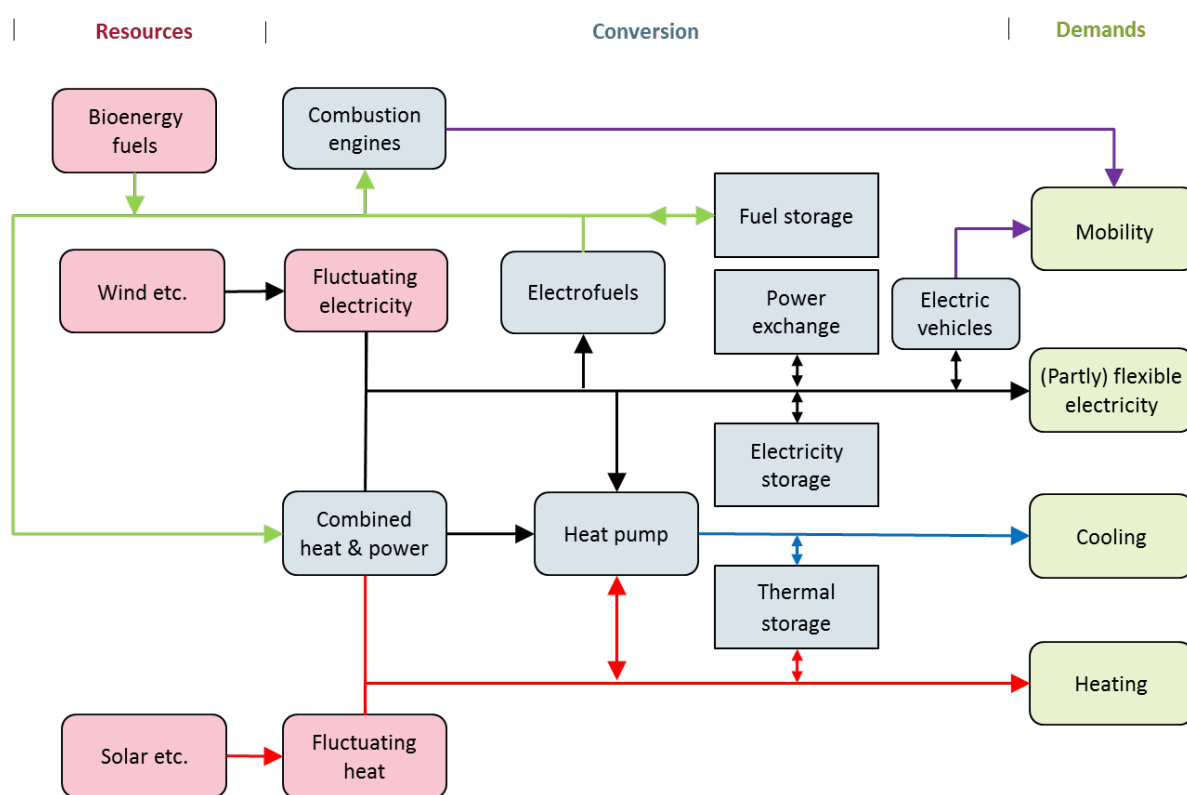 Resources
Conversion
Demands
Bioenergy
fuels
Combustion
engines
Fuel storage
Mobility
Wind etc.
Fluctuating
electricity
Electrofuels
Power
exchange
Electric
vehicles
(Partly) flexible
electricity
Electricity
storage
Combined
heat & power
Heat pump
Cooling
Thermal
storage
Heating
Solar etc.
Fluctuating
heat